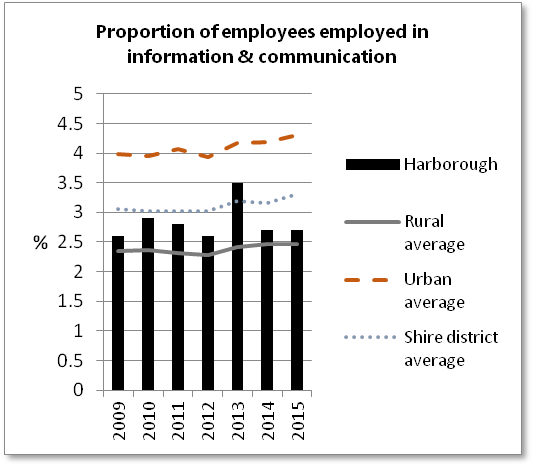 Proportion of employees employed in
information & communication
5
4.5
4
3.5
3
2.5
2
1.5
1
0.5
0
%
2009
2010
2011
2012
2013
2014
2015
Harborough
Rural
average
Urban
average
Shire district
average